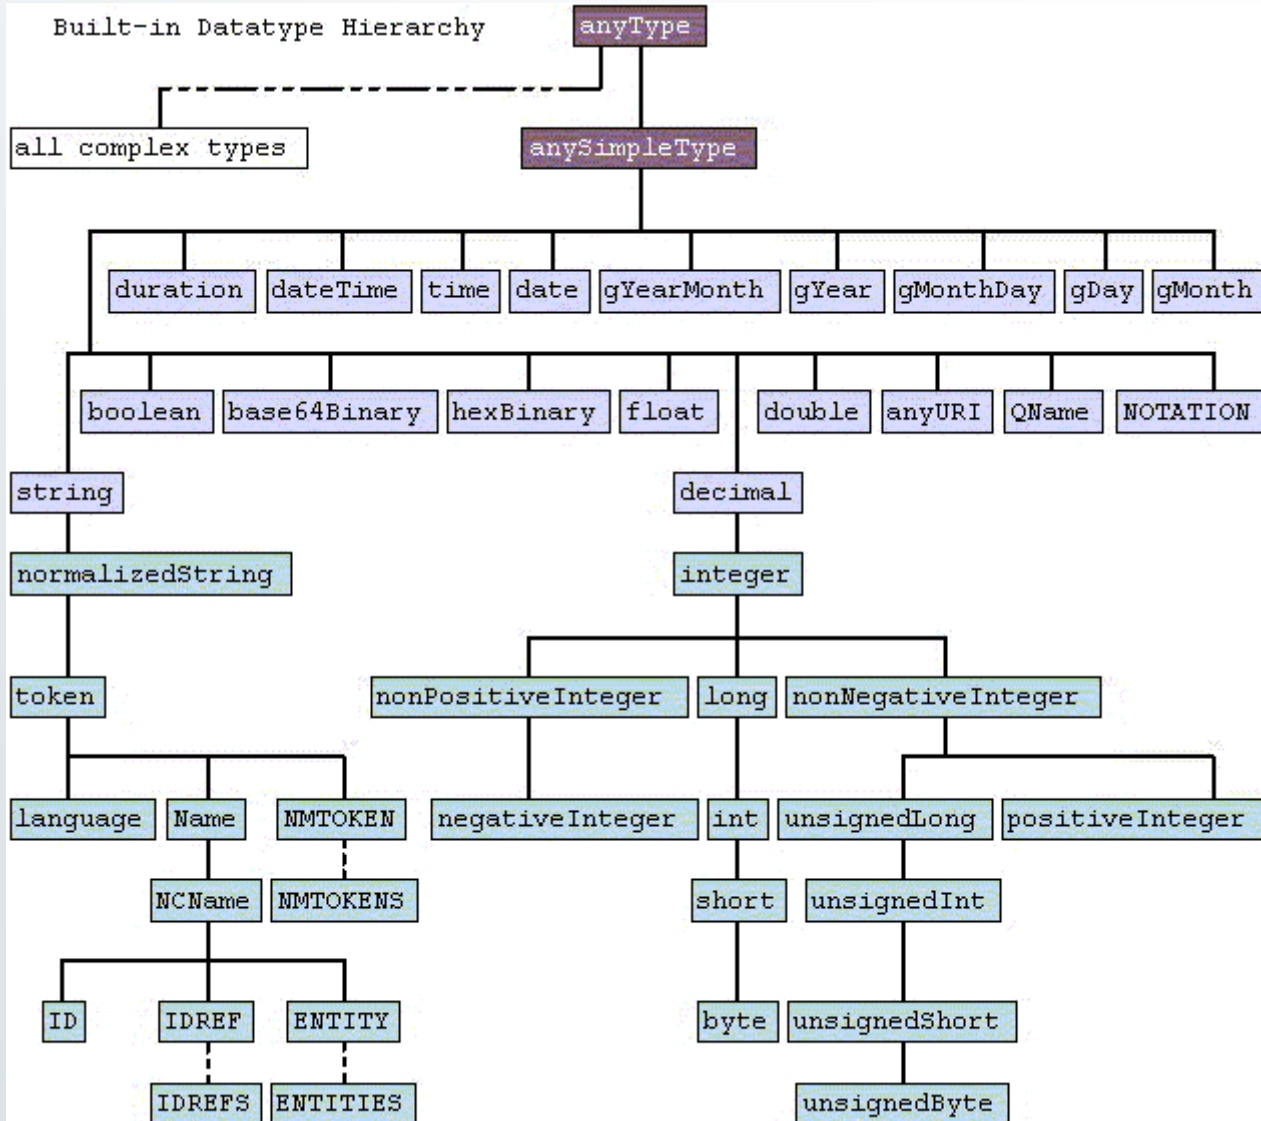 Built-in Datatype Hierarchy anyType
all complex types anySimpleType
duration dateTime time date gYearMonth gYear gMonthDay gDay gMonth
boolean base64Binary hexBinary float double anyURI QName NOTATION
string decimal
normalizedString integer
token nonPositiveInteger long nonNegativeInteger
language Name NMTOKEN negativeInteger int unsignedLong positiveInteger
NCName NMTOKENS short unsignedInt
ID IDREF ENTITY byte unsignedShort
IDREFS ENTITIES unsignedByte